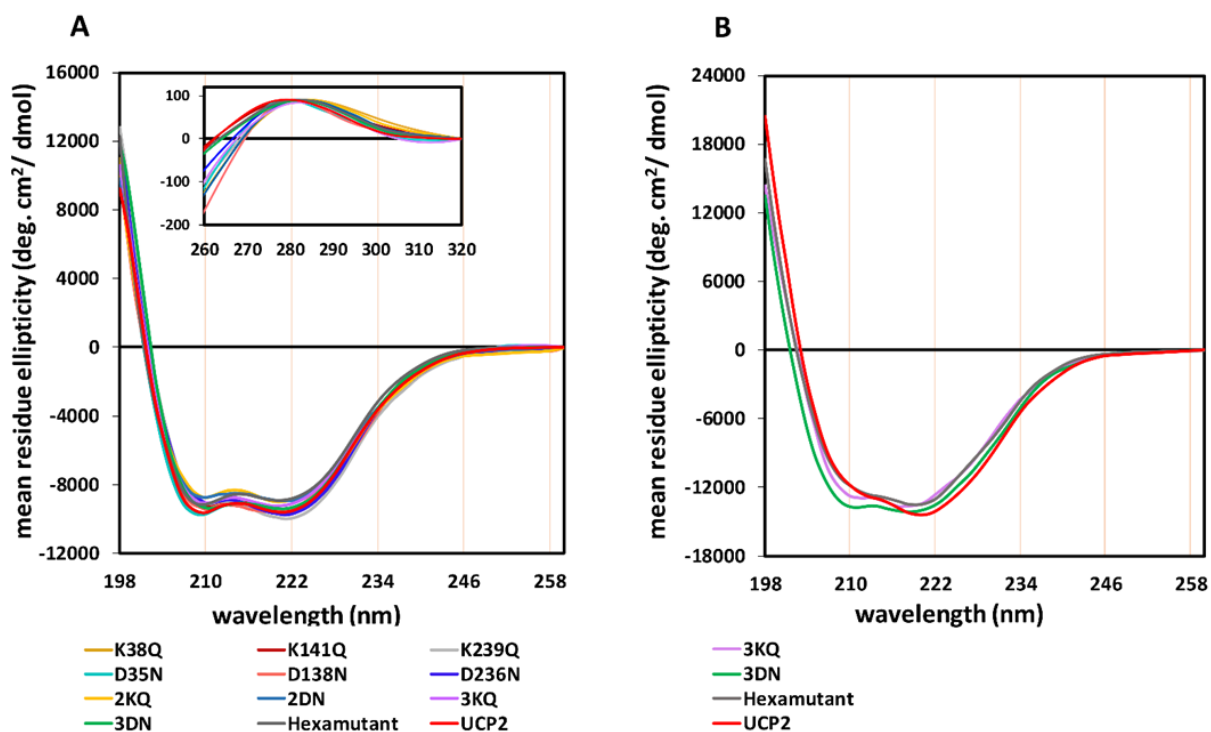 A
mean residue ellipticity (deg. cm²/ dmol)
16000
12000
8000
4000
0
-4000
-8000
-12000
100
0
-100
-200
260 270 280 290 300 310 320
198 210 222 234 246 258
wavelength (nm)
K38Q K141Q K239Q
D35N D138N D236N
2KQ 2DN 3KQ
3DN Hexamutant UCP2
B
mean residue ellipticity (deg. cm²/ dmol)
24000
18000
12000
6000
0
-6000
-12000
-18000
198 210 222 234 246 258
wavelength (nm)
3KQ
3DN
Hexamutant
UCP2